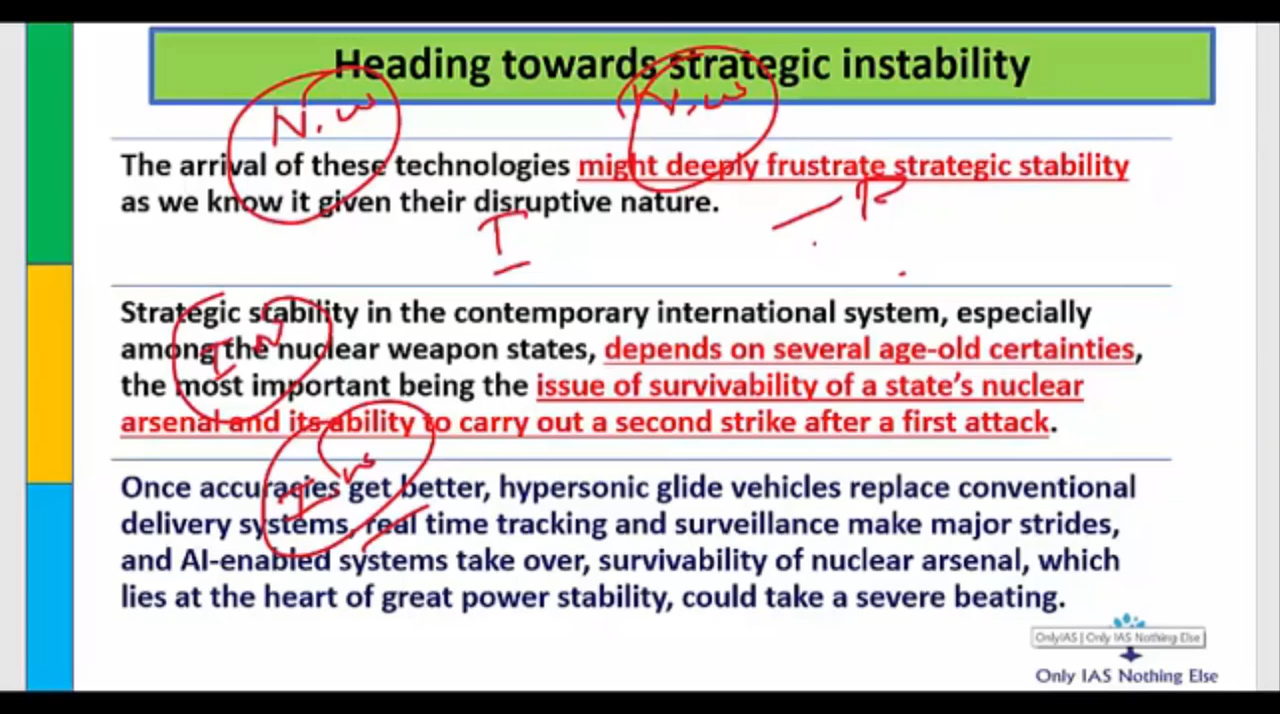 Heading towards strategic instability
N.W
N.W
The arrival of these technologies might deeply frustrate strategic stability
as we know it given their disruptive nature.
I
P
Strategic stability in the contemporary international system, especially
among the nuclear weapon states, depends on several age-old certainties,
the most important being the issue of survivability of a state's nuclear
arsenal and its ability to carry out a second strike after a first attack.
Once accuracies get better, hypersonic glide vehicles replace conventional
delivery systems, real time tracking and surveillance make major strides,
and AI-enabled systems take over, survivability of nuclear arsenal, which
lies at the heart of great power stability, could take a severe beating.
OnlyIAS | Only IAS Nothing Else
Only IAS Nothing Else